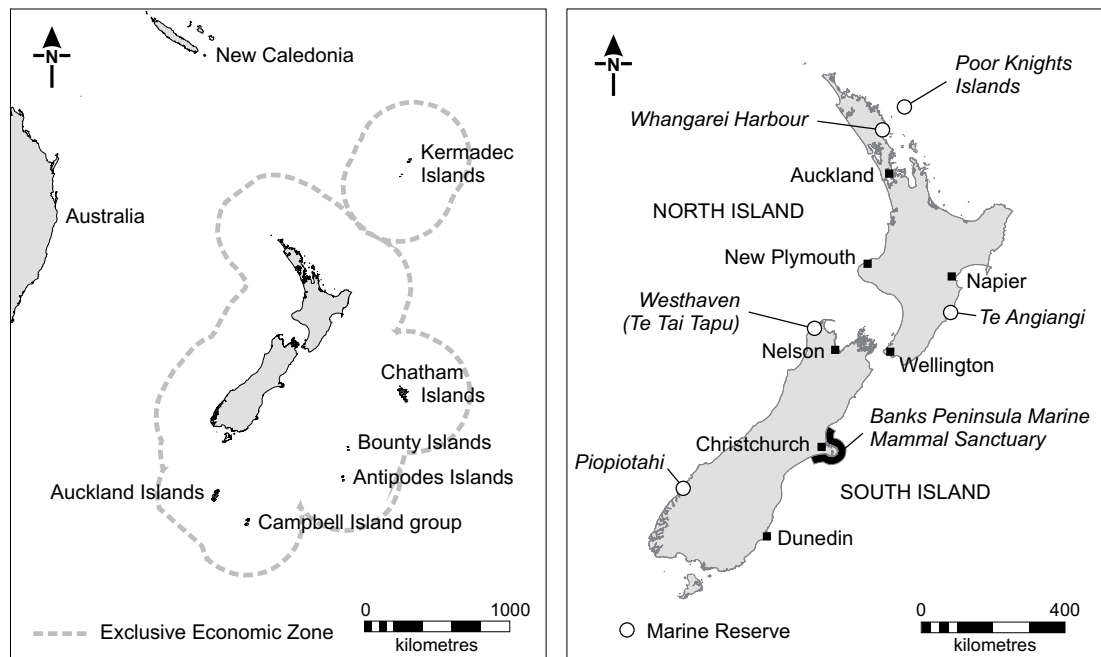 N
New Caledonia
Kermadec
Islands
Australia
Chatham
Islands
Bounty Islands
Antipodes Islands
Auckland Islands
Campbell Island group
0 1000
kilometres
Exclusive Economic Zone
N
Poor Knights
Islands
Whangarei Harbour
Auckland
NORTH ISLAND
New Plymouth
Napier
Westhaven
(Te Tai Tapu)
Te Angiangi
Nelson
Wellington
Banks Peninsula Marine
Mammal Sanctuary
Christchurch
Piopiotahi
SOUTH ISLAND
Dunedin
0 400
kilometres
Marine Reserve